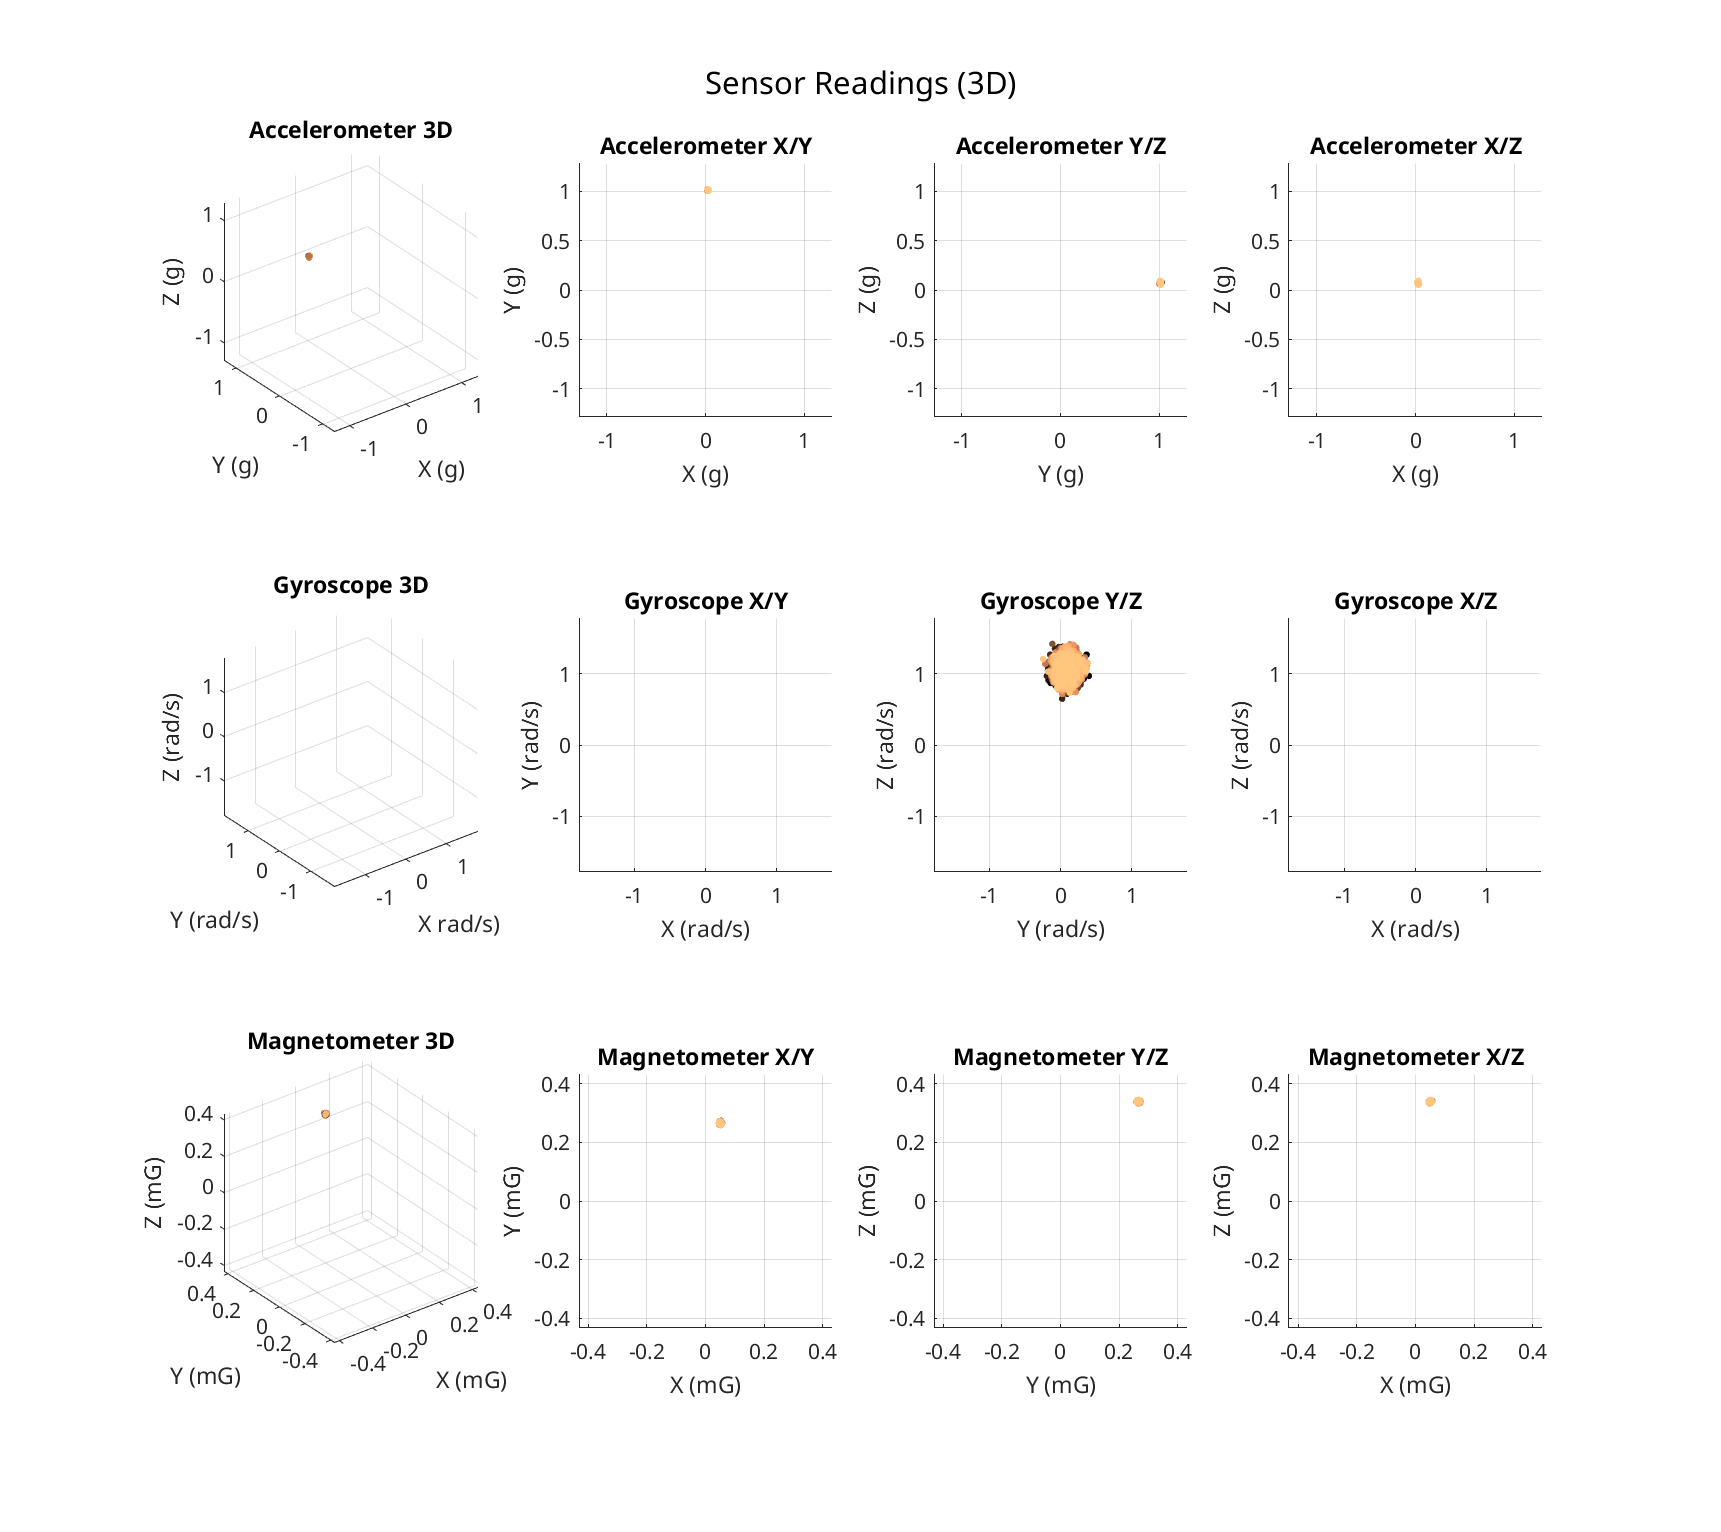 Sensor Readings (3D)
Accelerometer 3D
1
0
-1
Z (g)
1
0
-1
Y (g)
-1
0
1
X (g)
Accelerometer X/Y
1
0.5
0
-0.5
-1
Y (g)
-1
0
1
X (g)
Accelerometer Y/Z
1
0.5
0
-0.5
-1
Z (g)
-1
0
1
Y (g)
Accelerometer X/Z
1
0.5
0
-0.5
-1
Z (g)
-1
0
1
X (g)
Gyroscope 3D
1
0
-1
Z (rad/s)
1
0
-1
Y (rad/s)
-1
0
1
X rad/s)
Gyroscope X/Y
1
0
-1
Y (rad/s)
-1
0
1
X (rad/s)
Gyroscope Y/Z
1
0
-1
Z (rad/s)
-1
0
1
Y (rad/s)
Gyroscope X/Z
1
0
-1
Z (rad/s)
-1
0
1
X (rad/s)
Magnetometer 3D
0.4
0.2
0
-0.2
-0.4
Z (mG)
0.4
0.2
0
-0.2
-0.4
Y (mG)
-0.4
-0.2
0
0.2
0.4
X (mG)
Magnetometer X/Y
0.4
0.2
0
-0.2
-0.4
Y (mG)
-0.4
-0.2
0
0.2
0.4
X (mG)
Magnetometer Y/Z
0.4
0.2
0
-0.2
-0.4
Z (mG)
-0.4
-0.2
0
0.2
0.4
Y (mG)
Magnetometer X/Z
0.4
0.2
0
-0.2
-0.4
Z (mG)
-0.4
-0.2
0
0.2
0.4
X (mG)